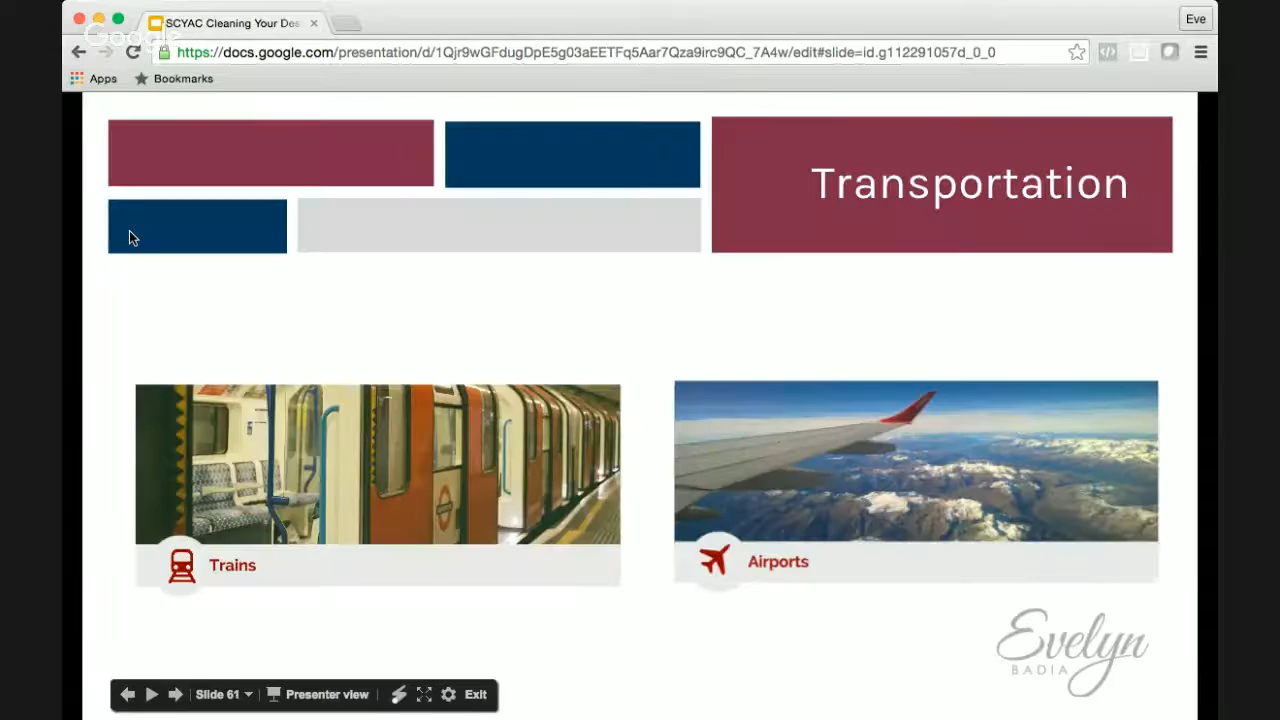 SCYAC Cleaning Your Des
Eve
Google
https://docs.google.com/presentation/d/1Qjr9wGFdugDpE5g03aEETFq5Aar7Qza9irc9QC_7A4w/edit#slide=id.g112291057d_0_0
Apps
Bookmarks
Transportation
Trains
Airports
Evelyn
BADIA
Slide 61
Presenter view
Exit